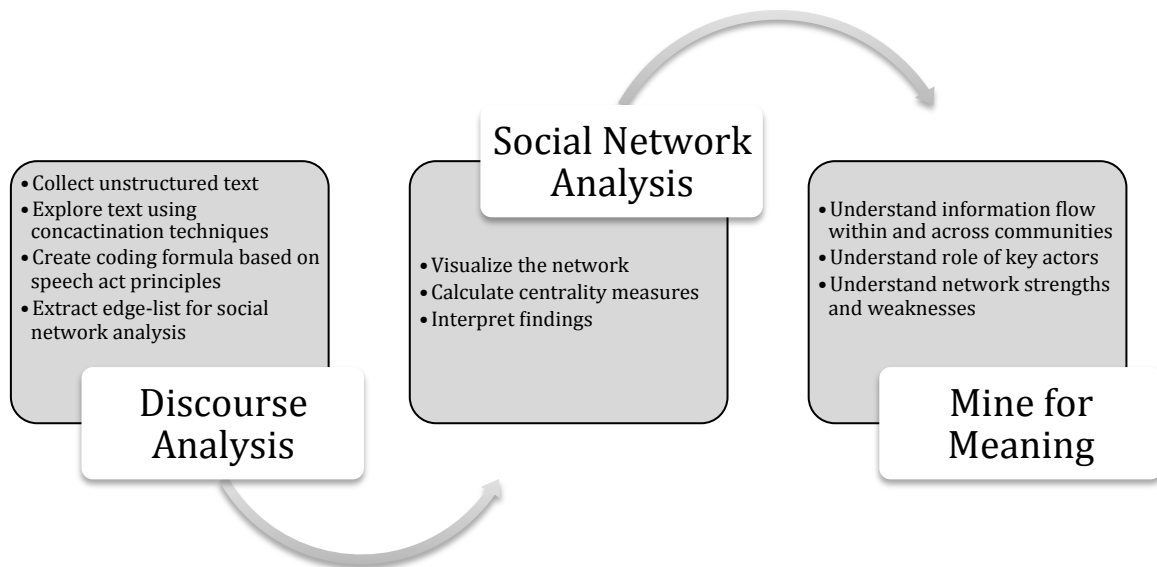 • Collect unstructured text
• Explore text using
concactination techniques
• Create coding formula based on
speech act principles
• Extract edge-list for social
network analysis
Discourse
Analysis
Social Network
Analysis
• Visualize the network
• Calculate centrality measures
• Interpret findings
• Understand information flow
within and across communities
• Understand role of key actors
• Understand network strengths
and weaknesses
Mine for
Meaning